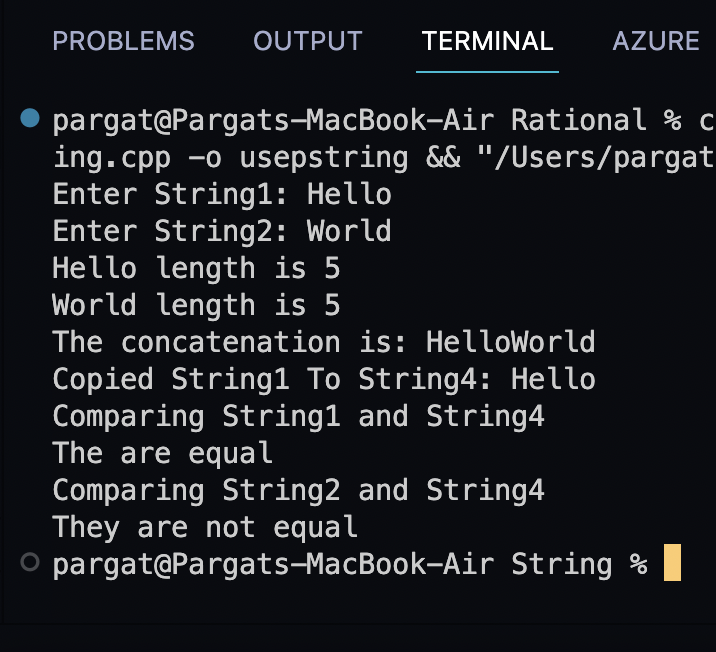 PROBLEMS OUTPUT TERMINAL AZURE
pargat@Pargats-MacBook-Air Rational % c
ing.cpp -o usepstring && "/Users/pargat
Enter String1: Hello
Enter String2: World
Hello length is 5
World length is 5
The concatenation is: HelloWorld
Copied String1 To String4: Hello
Comparing String1 and String4
The are equal
Comparing String2 and String4
They are not equal
pargat@Pargats-MacBook-Air String %